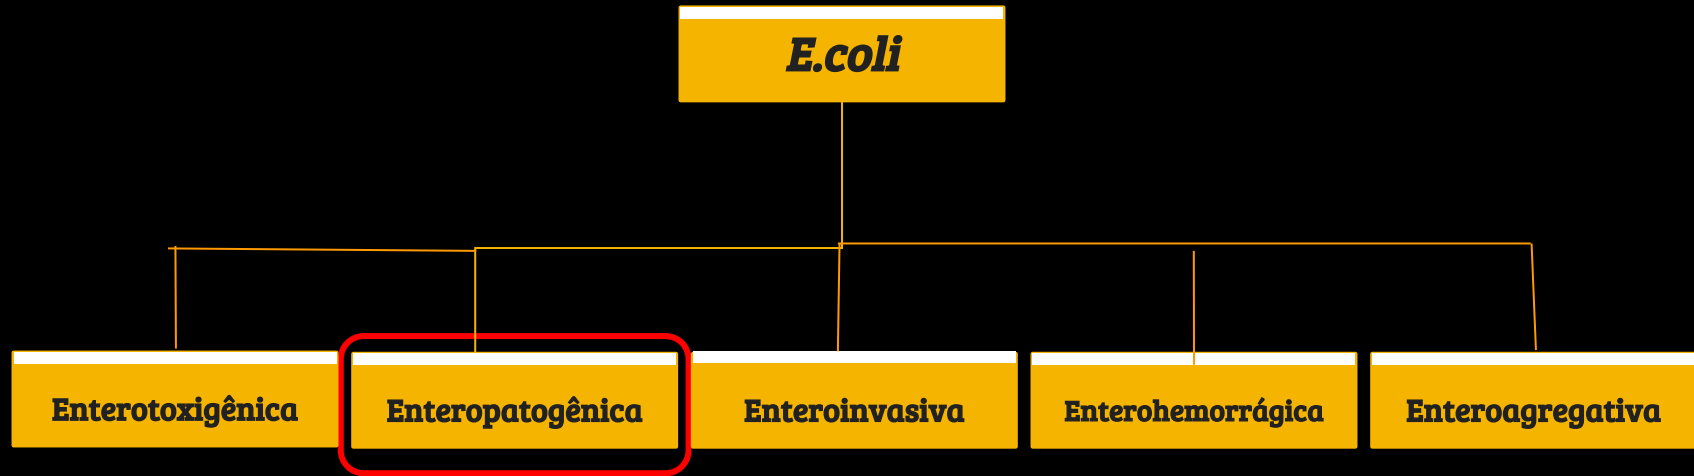 E.coli
Enterotoxigênica
Enteropatogênica
Enteroinvasiva
Enterohemorrágica
Enteroagregativa